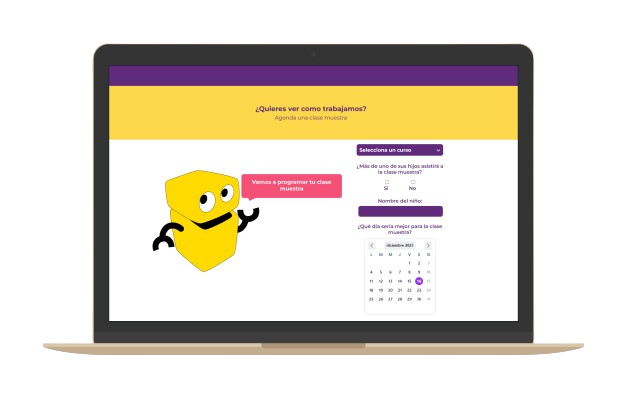 ¿Quieres ver como trabajamos?
Agenda una clase muestra
Vamos a programar tu clase
muestra
Selecciona un curso
¿Más de uno de sus hijos asistirá a
la clase muestra?
Sí No
Nombre del niño:
¿Qué día sería mejor para la clase
muestra?
diciembre 2023
L M M J V S D
1 2 3
4 5 6 7 8 9 10
11 12 13 14 15 16 17
18 19 20 21 22 23 24
25 26 27 28 29 30 31